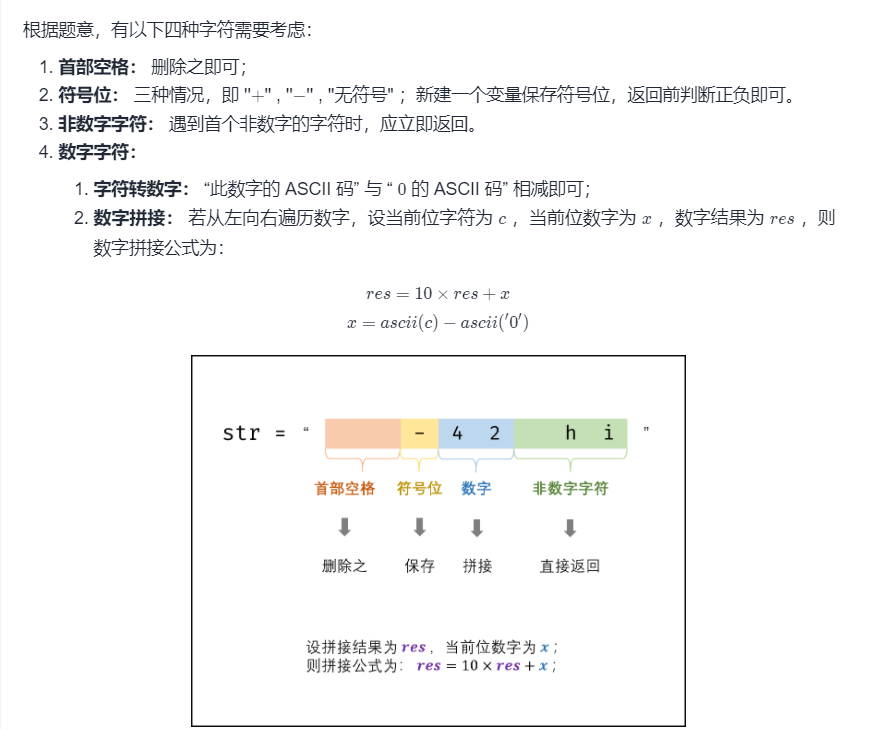 根据题意，有以下四种字符需要考虑：
1. 首部空格： 删除之即可；
2. 符号位： 三种情况，即 "+" , "−" , "无符号" ；新建一个变量保存符号位，返回前判断正负即可。
3. 非数字字符： 遇到首个非数字的字符时，应立即返回。
4. 数字字符：
1. 字符转数字： “此数字的 ASCII 码” 与 “ 0 的 ASCII 码” 相减即可；
2. 数字拼接： 若从左向右遍历数字，设当前位字符为 c ，当前位数字为 x ，数字结果为 res ，则
数字拼接公式为：
res = 10 × res + x
x = ascii(c) − ascii('0')
str = “ - 4 2 h i ”
首部空格 符号位 数字 非数字字符
删除之 保存 拼接 直接返回
设拼接结果为 res ，当前位数字为 x ；
则拼接公式为： res = 10 × res + x ；